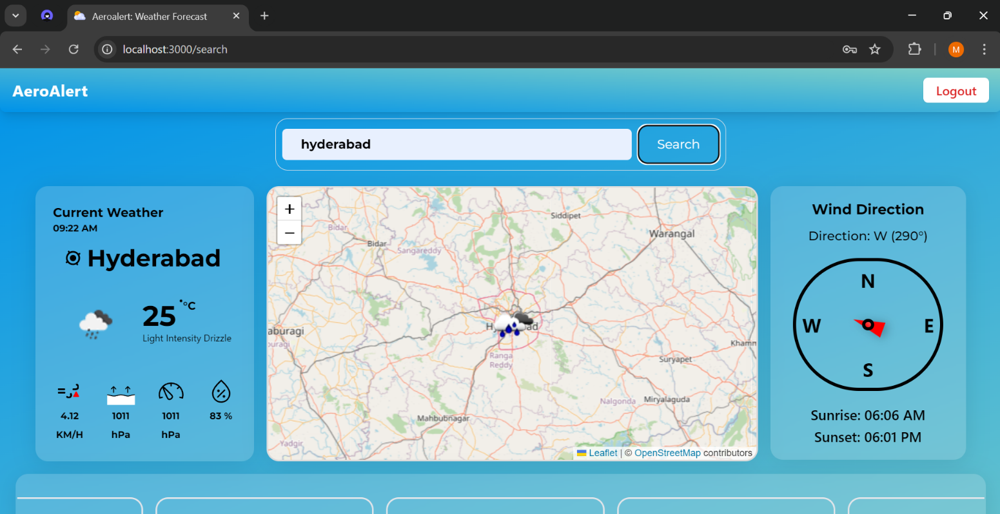 Aeroalert: Weather Forecast
localhost:3000/search
M
AeroAlert
Logout
hyderabad
Search
Current Weather
09:22 AM
Hyderabad
25 °C
Light Intensity Drizzle
4.12
KM/H
1011
hPa
1011
hPa
83 %
+
−
Siddipet
Warangal
Bidar
Bidar
Sangareddy
aburagi
uragi
Ranga
Reddy
Khamn
Suryapet
Nalgonda
Miryalaguda
Mahbubnagar
Yadgir
Leaflet | © OpenStreetMap contributors
Wind Direction
Direction: W (290°)
N
W
E
S
Sunrise: 06:06 AM
Sunset: 06:01 PM